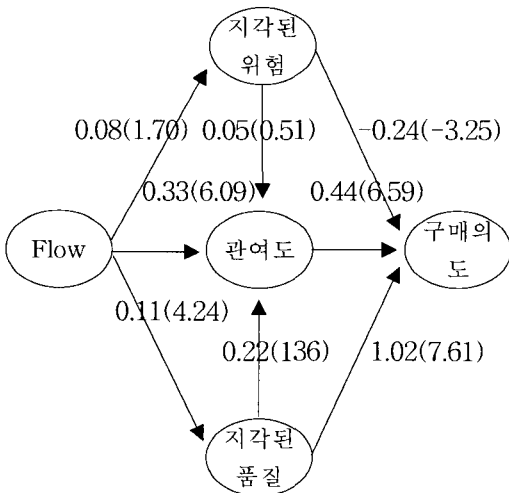 지각된
위험
0.08(1.70) 0.05(0.51) -0.24(-3.25)
0.33(6.09) 0.44(6.59)
Flow 관여도 구매의
도
0.11(4.24)
0.22(136) 1.02(7.61)
지각된
품질